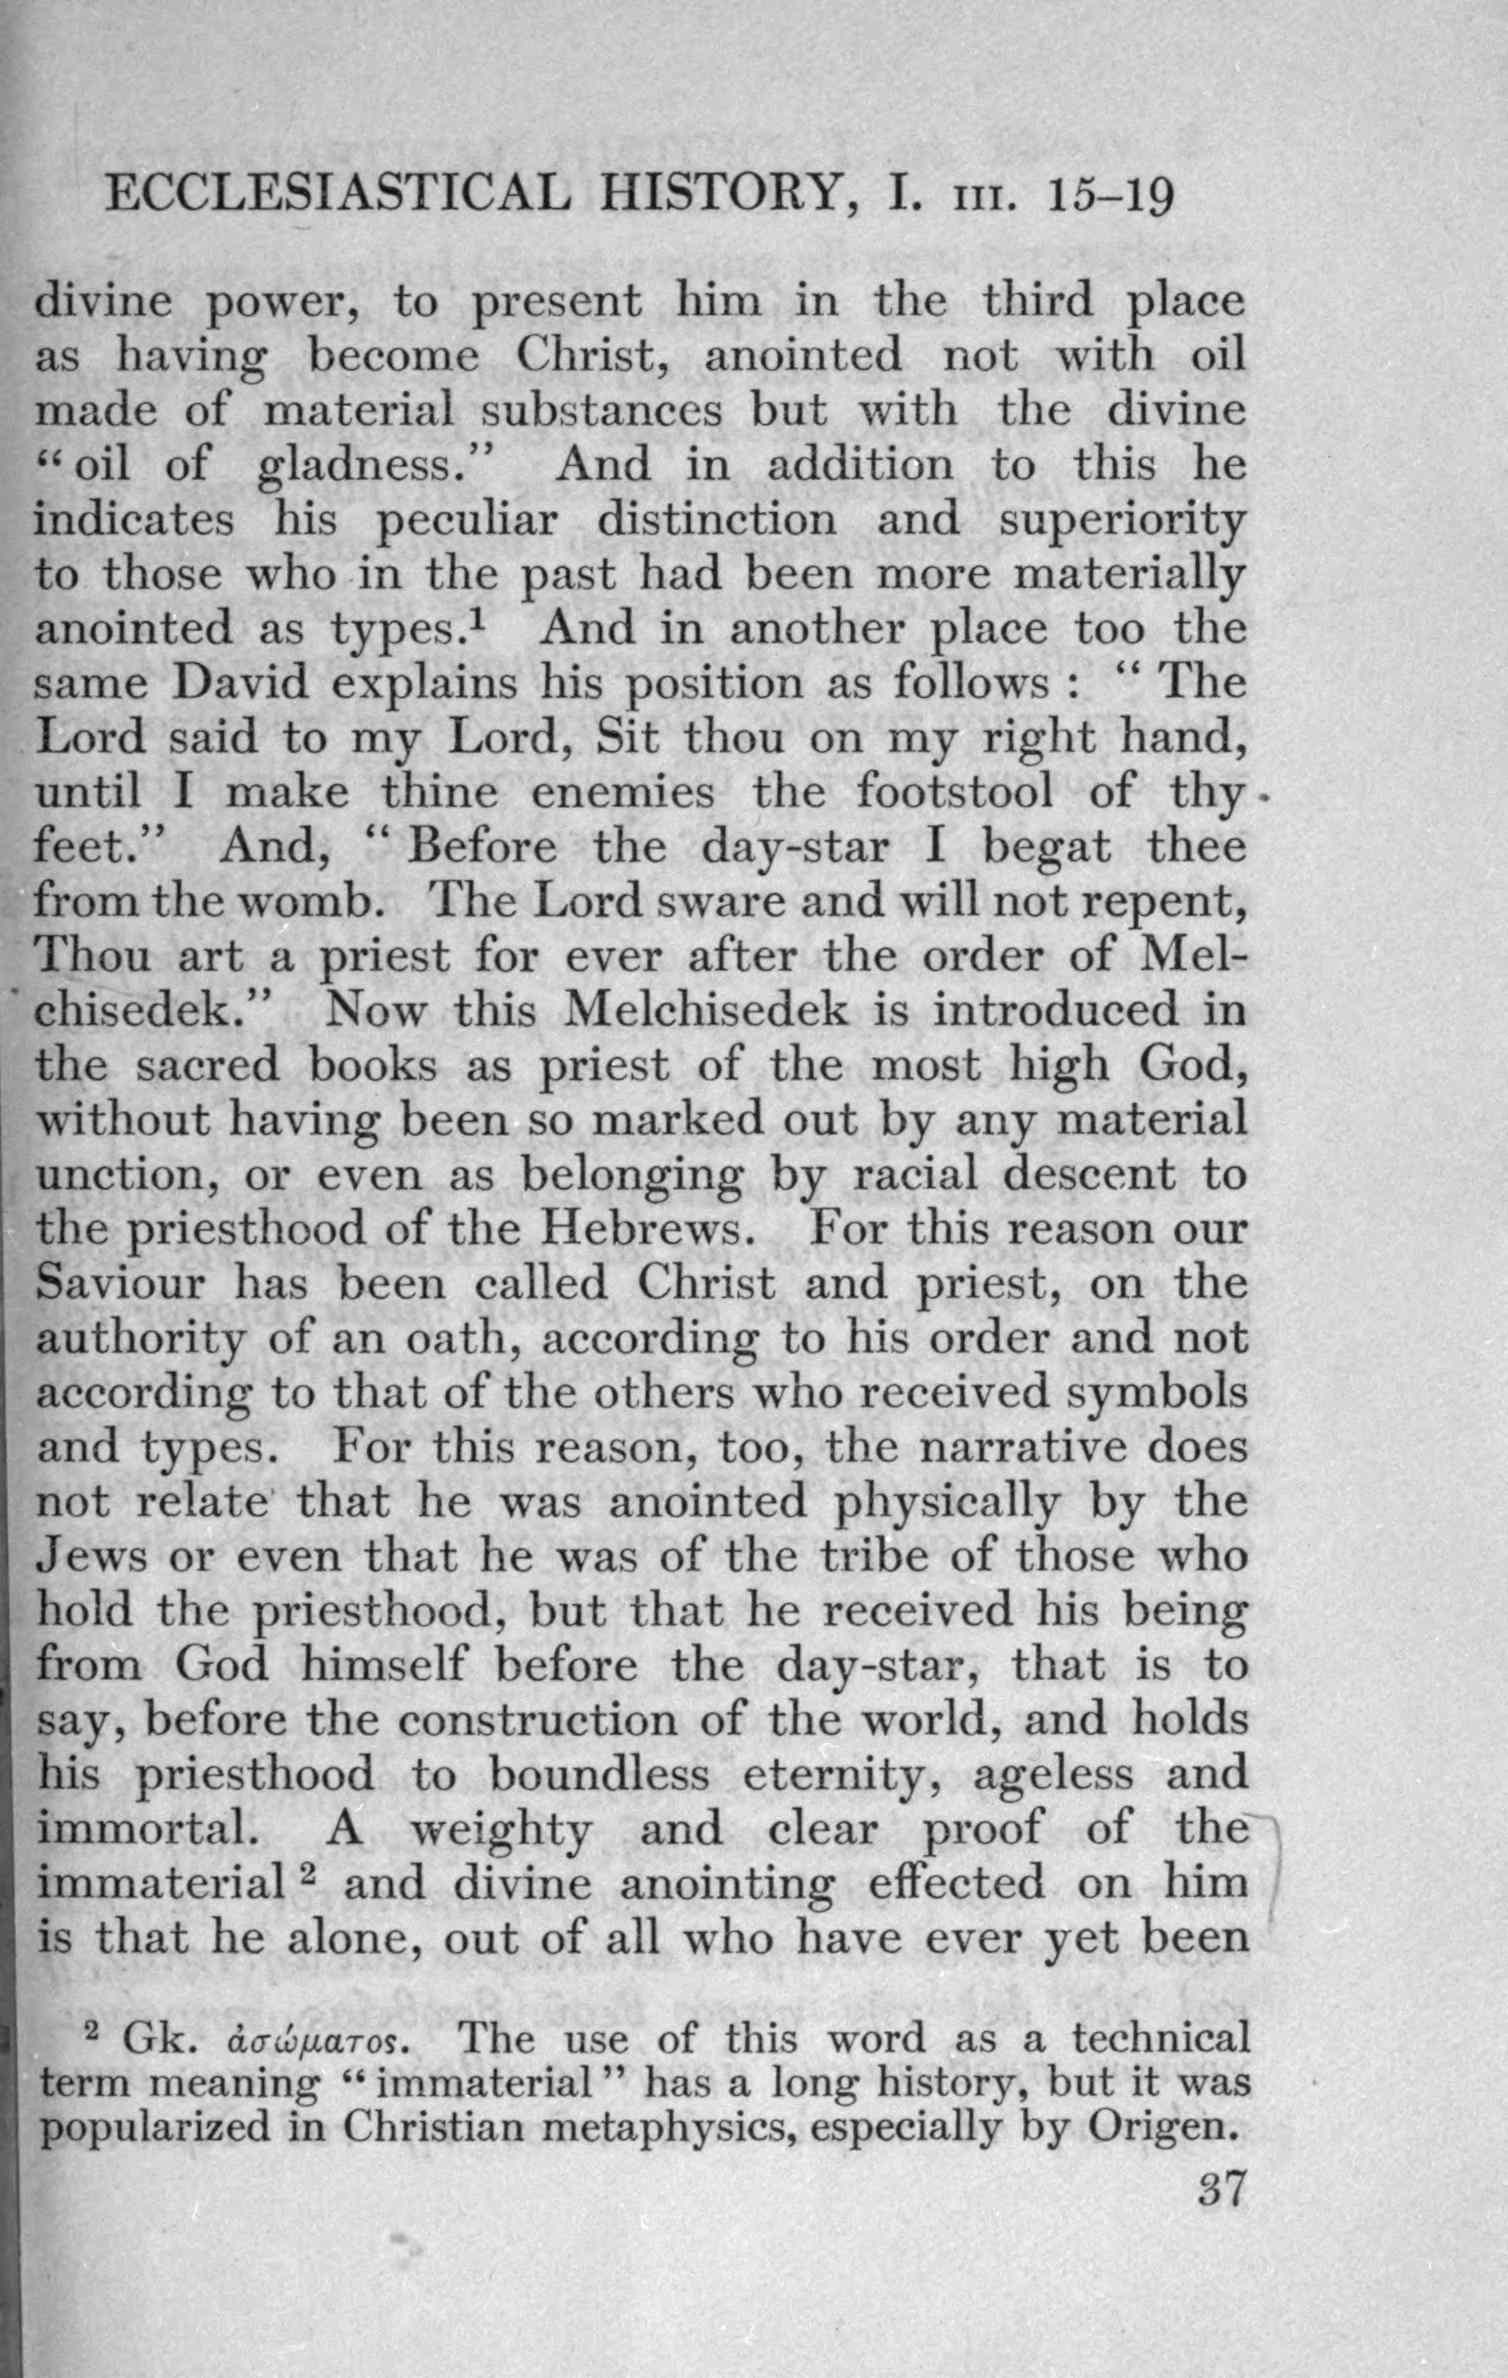 ECCLESIASTICAL HISTORY, I. III. 15–19
divine power, to present him in the third place
as having become Christ, anointed not with oil
made of material substances but with the divine
“ oil of gladness.” And in addition to this he
indicates his peculiar distinction and superiority
to those who in the past had been more materially
anointed as types.¹ And in another place too the
same David explains his position as follows : “ The
Lord said to my Lord, Sit thou on my right hand,
until I make thine enemies the footstool of thy
feet.” And, “ Before the day-star I begat thee
from the womb. The Lord sware and will not repent,
Thou art a priest for ever after the order of Mel-
chisedek.” Now this Melchisedek is introduced in
the sacred books as priest of the most high God,
without having been so marked out by any material
unction, or even as belonging by racial descent to
the priesthood of the Hebrews. For this reason our
Saviour has been called Christ and priest, on the
authority of an oath, according to his order and not
according to that of the others who received symbols
and types. For this reason, too, the narrative does
not relate that he was anointed physically by the
Jews or even that he was of the tribe of those who
hold the priesthood, but that he received his being
from God himself before the day-star, that is to
say, before the construction of the world, and holds
his priesthood to boundless eternity, ageless and
immortal. A weighty and clear proof of the
immaterial ² and divine anointing effected on him
is that he alone, out of all who have ever yet been
² Gk. ἀσώματος. The use of this word as a technical
term meaning “ immaterial ” has a long history, but it was
popularized in Christian metaphysics, especially by Origen.
37